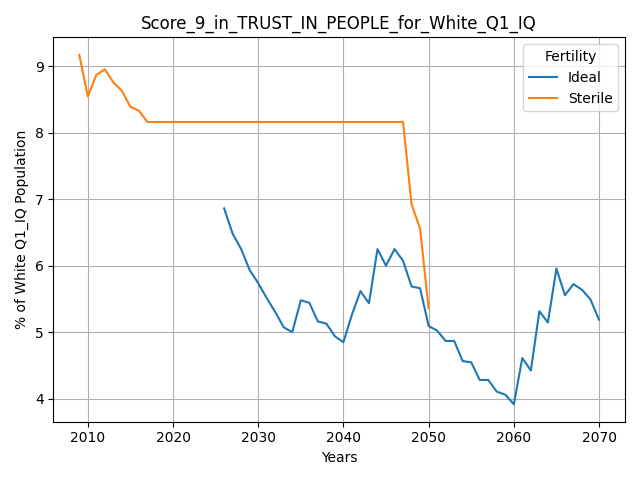 Score_9_in_TRUST_IN_PEOPLE_for_White_Q1_IQ
Fertility
Ideal
Sterile
% of White Q1_IQ Population
9
8
7
6
5
4
2010 2020 2030 2040 2050 2060 2070
Years